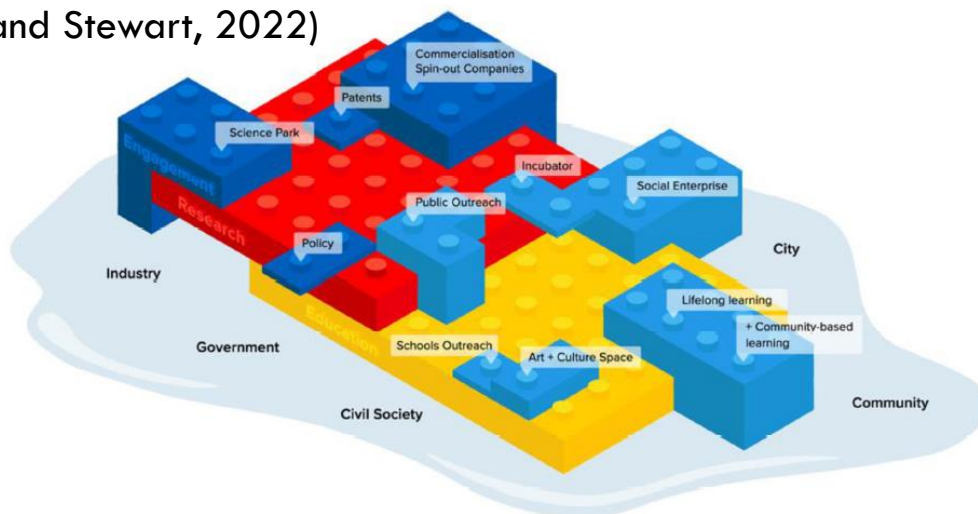 and Stewart, 2022)
Commercialisation
Spin-out Companies
Patents
Science Park
Engagement
Incubator
Social Enterprise
Public Outreach
Research
Policy
City
Industry
Lifelong learning
+ Community-based
learning
Education
Schools Outreach
Government
Art + Culture Space
Community
Civil Society